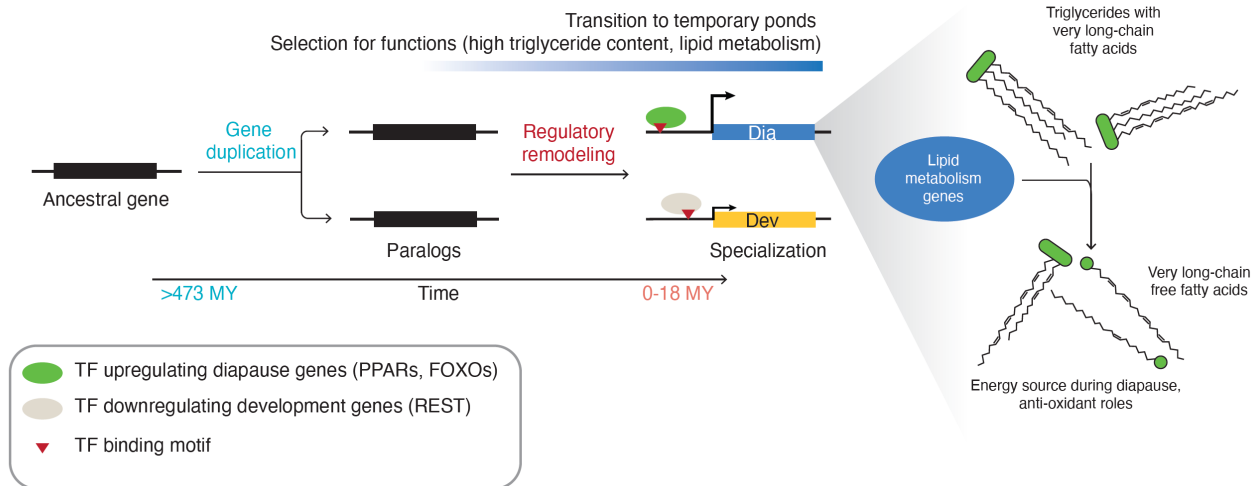 Transition to temporary ponds
Selection for functions (high triglyceride content, lipid metabolism)
Gene
duplication
Ancestral gene
Paralogs
Regulatory
remodeling
Dia
Dev
Specialization
>473 MY
Time
0-18 MY
TF upregulating diapause genes (PPARs, FOXOs)
TF downregulating development genes (REST)
TF binding motif
Triglycerides with
very long-chain
fatty acids
Lipid
metabolism
genes
Very long-chain
free fatty acids
Energy source during diapause,
anti-oxidant roles